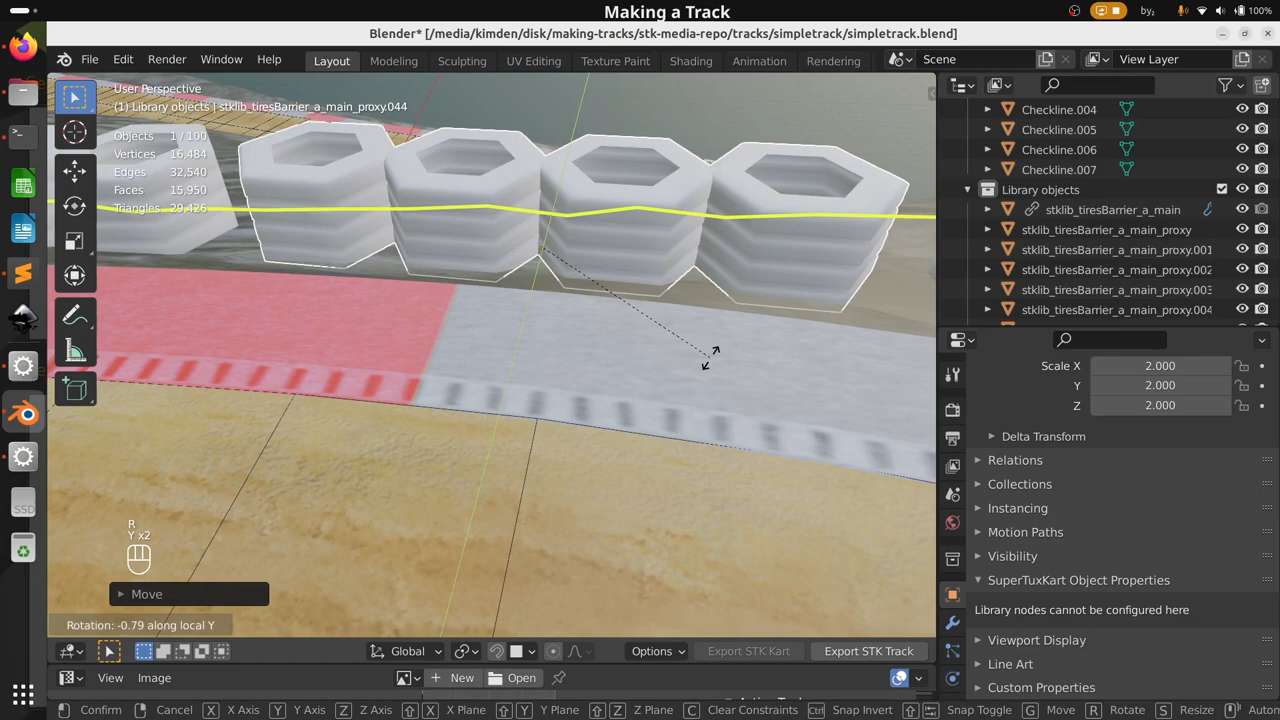 Making a Track
by₂
100%
Blender* [/media/kimden/disk/making-tracks/stk-media-repo/tracks/simpletrack/simpletrack.blend]
File Edit Render Window Help Layout Modeling Sculpting UV Editing Texture Paint Shading Animation Rendering Scene View Layer
User Perspective
(1) Library objects | stklib_tiresBarrier_a_main_proxy.044
Objects 1 / 100
Vertices 16,484
Edges 32,540
Faces 15,950
Triangles 29,426
Checkline.004
Checkline.005
Checkline.006
Checkline.007
Library objects
stklib_tiresBarrier_a_main
stklib_tiresBarrier_a_main_proxy
stklib_tiresBarrier_a_main_proxy.001
stklib_tiresBarrier_a_main_proxy.002
stklib_tiresBarrier_a_main_proxy.003
stklib_tiresBarrier_a_main_proxy.004
Scale X 2.000
Y 2.000
Z 2.000
Delta Transform
Relations
Collections
Instancing
Motion Paths
Visibility
SuperTuxKart Object Properties
Library nodes cannot be configured here
Viewport Display
Line Art
Custom Properties
R
Y x2
Move
Rotation: -0.79 along local Y
Global Options Export STK Kart Export STK Track
View Image New Open
SSD
Confirm Cancel X X Axis Y Y Axis Z Z Axis X X Plane Y Y Plane Z Z Plane C Clear Constraints Ctrl Snap Invert Snap Toggle G Move R Rotate S Resize Auto